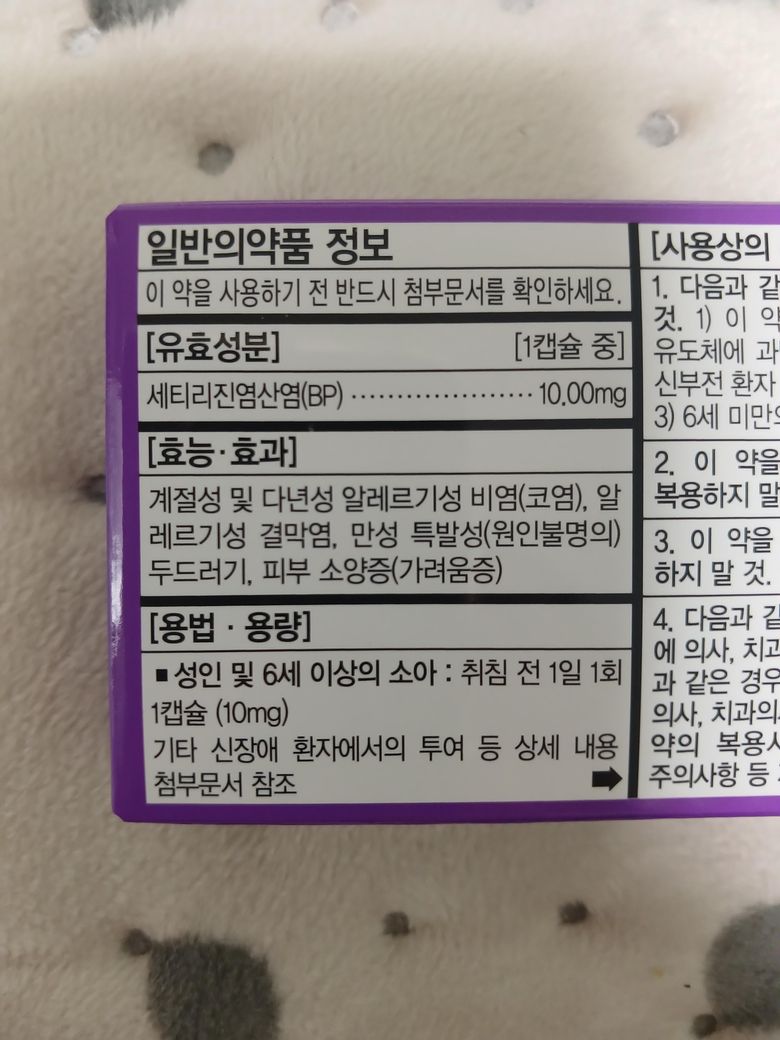 일반의약품 정보
이 약을 사용하기 전 반드시 첨부문서를 확인하세요.
[유효성분] [1캡슐 중]
세티리진염산염(BP) ···················· 10.00mg
[효능·효과]
계절성 및 다년성 알레르기성 비염(코염), 알
레르기성 결막염, 만성 특발성(원인불명의)
두드러기, 피부 소양증(가려움증)
[용법 · 용량]
■ 성인 및 6세 이상의 소아 : 취침 전 1일 1회
1캡슐 (10mg)
기타 신장애 환자에서의 투여 등 상세 내용
첨부문서 참조
[사용상의
1. 다음과 같
것. 1) 이 약
유도체에 과
신부전 환자
3) 6세 미만의
2. 이 약을
복용하지 말
3. 이 약을
하지 말 것.
4. 다음과 같
에 의사, 치과
과 같은 경우
의사, 치과의
약의 복용시
주의사항 등